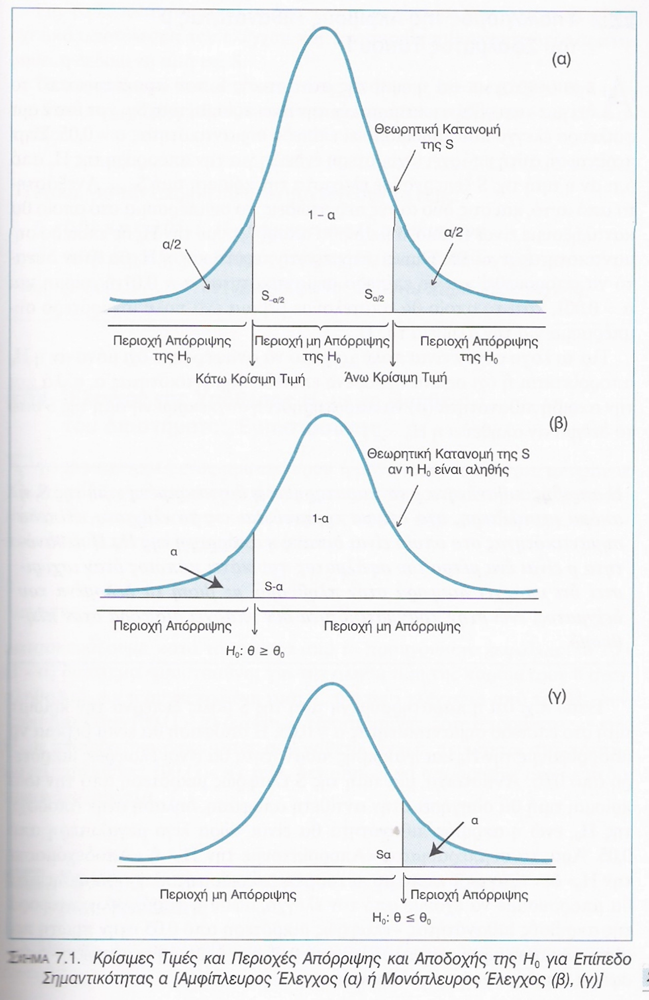 (α)
Θεωρητική Κατανομή
της S
1 – α
α/2
α/2
S-α/2
Sα/2
Περιοχή Απόρριψης
της H0
Περιοχή μη Απόρριψης
της H0
Περιοχή Απόρριψης
της H0
Κάτω Κρίσιμη Τιμή
Άνω Κρίσιμη Τιμή
(β)
Θεωρητική Κατανομή της S
αν η H0 είναι αληθής
1-α
α
S-α
Περιοχή Απόρριψης
Περιοχή μη Απόρριψης
H0: θ ≥ θ0
(γ)
α
Sα
Περιοχή μη Απόρριψης
Περιοχή Απόρριψης
H0: θ ≤ θ0
ΣΧΗΜΑ 7.1. Κρίσιμες Τιμές και Περιοχές Απόρριψης και Αποδοχής της H0 για Επίπεδο
Σημαντικότητας α [Αμφίπλευρος Έλεγχος (α) ή Μονόπλευρος Έλεγχος (β), (γ)]